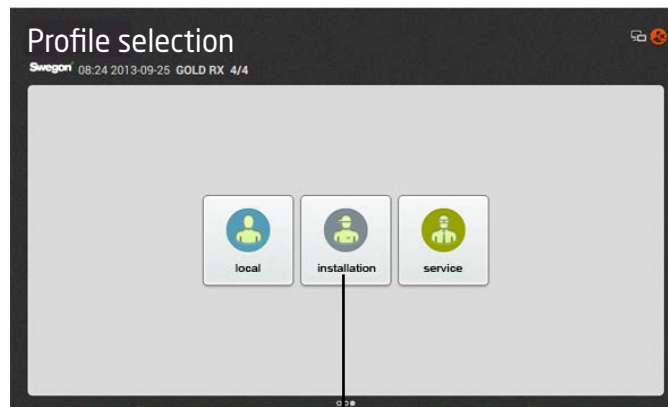 Profile selection
Swegon 08:24 2013-09-25 GOLD RX 4/4
local installation service